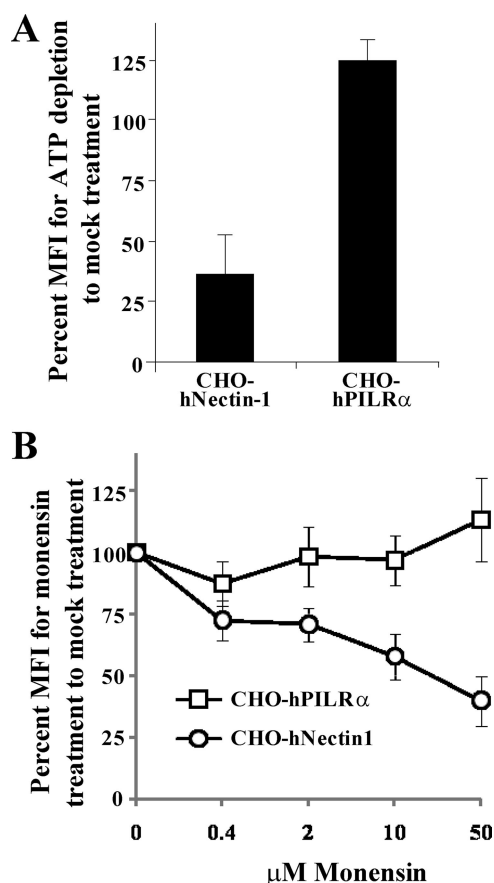 A
Percent MFI for ATP depletion
to mock treatment
125
100
75
50
25
0
CHO-
hNectin-1
CHO-
hPILRα
B
Percent MFI for monensin
treatment to mock treatment
125
100
75
50
25
0
CHO-hPILRα
CHO-hNectin1
0
0.4
2
10
50
µM Monensin